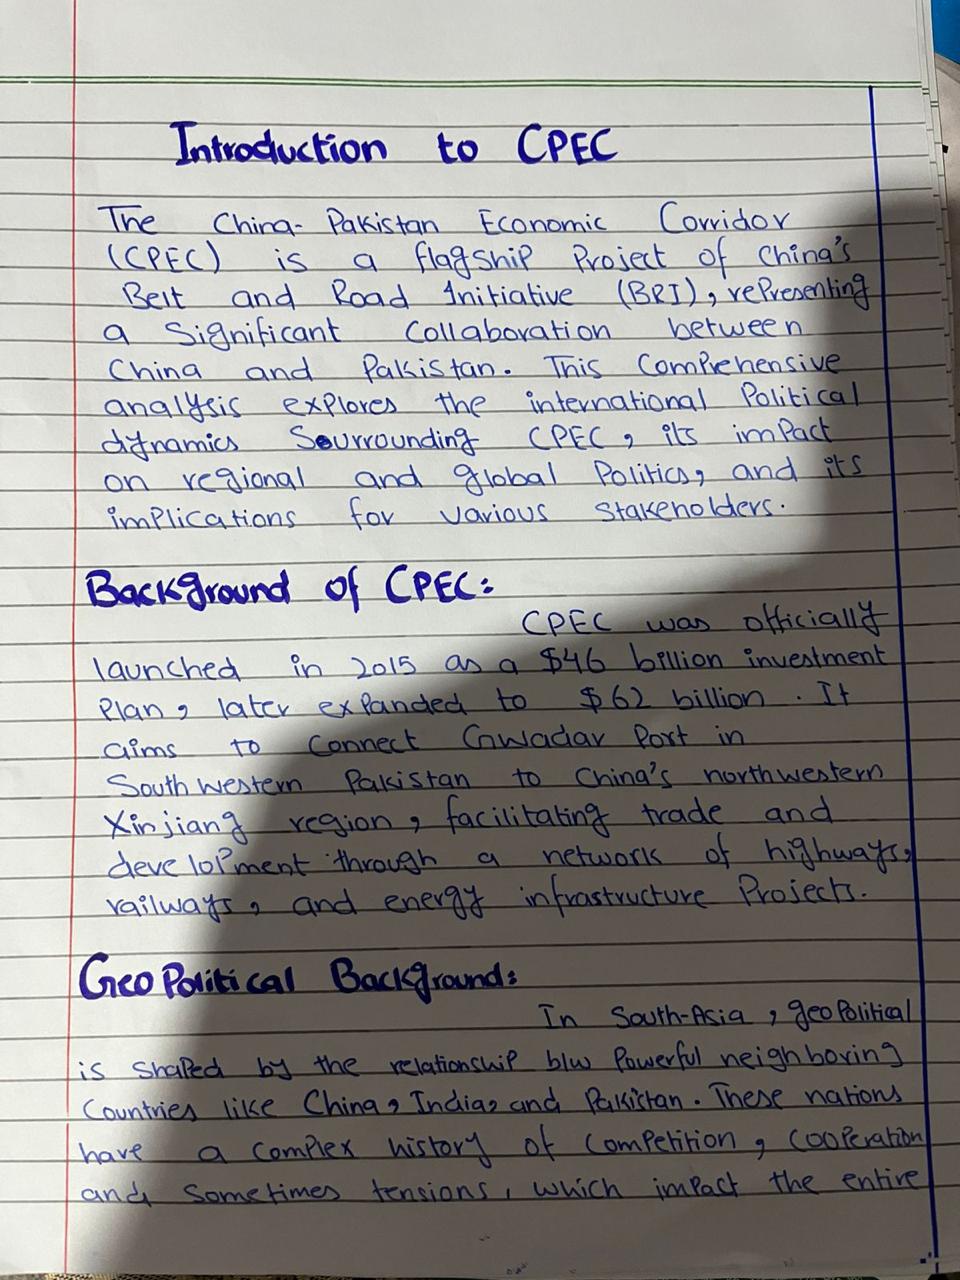 Introduction to CPEC
The China-Pakistan Economic Corridor
(CPEC) is a flagship Project of China's
Belt and Road Initiative (BRI), rePresenting
a Significant Collaboration between
China and Pakistan. This Comprehensive
analysis explores the international Political
dynamics Sourrounding CPEC, its impact
on regional and global Politics, and its
implications for various stakeholders.
Background of CPEC:
CPEC was officially
launched in 2015 as a $46 billion investment
Plan, later expanded to $62 billion. It
aims to Connect Gwadar Port in
Southwestern Pakistan to China's northwestern
Xinjiang region, facilitating trade and
development through a network of highways,
railways, and energy infrastructure Projects.
GeoPolitical Background:
In South-Asia, geoPolitical
is shaped by the relationship b/w Powerful neighboring
Countries like China, India, and Pakistan. These nations
have a complex history of Competition, Cooperation
and sometimes tensions, which impact the entire